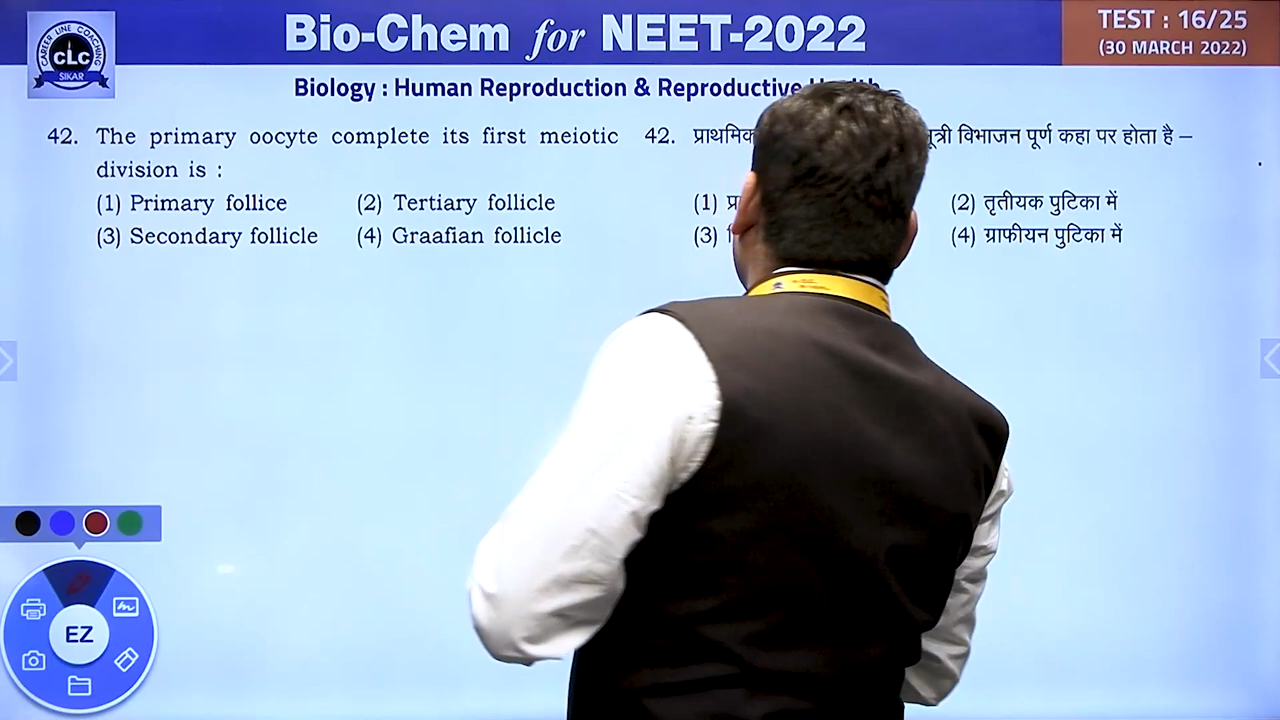 Bio-Chem for NEET-2022
TEST : 16/25
(30 MARCH 2022)
CAREER LINE COACHING
CLC
SIKAR
Biology : Human Reproduction & Reproductive Health
42. The primary oocyte complete its first meiotic
division is :
(1) Primary follice (2) Tertiary follicle
(3) Secondary follicle (4) Graafian follicle
42. विभाजन पूर्ण कहा पर होता है –
(1) (2) तृतीयक पुटिका में
(3) (4) ग्राफीयन पुटिका में
EZ